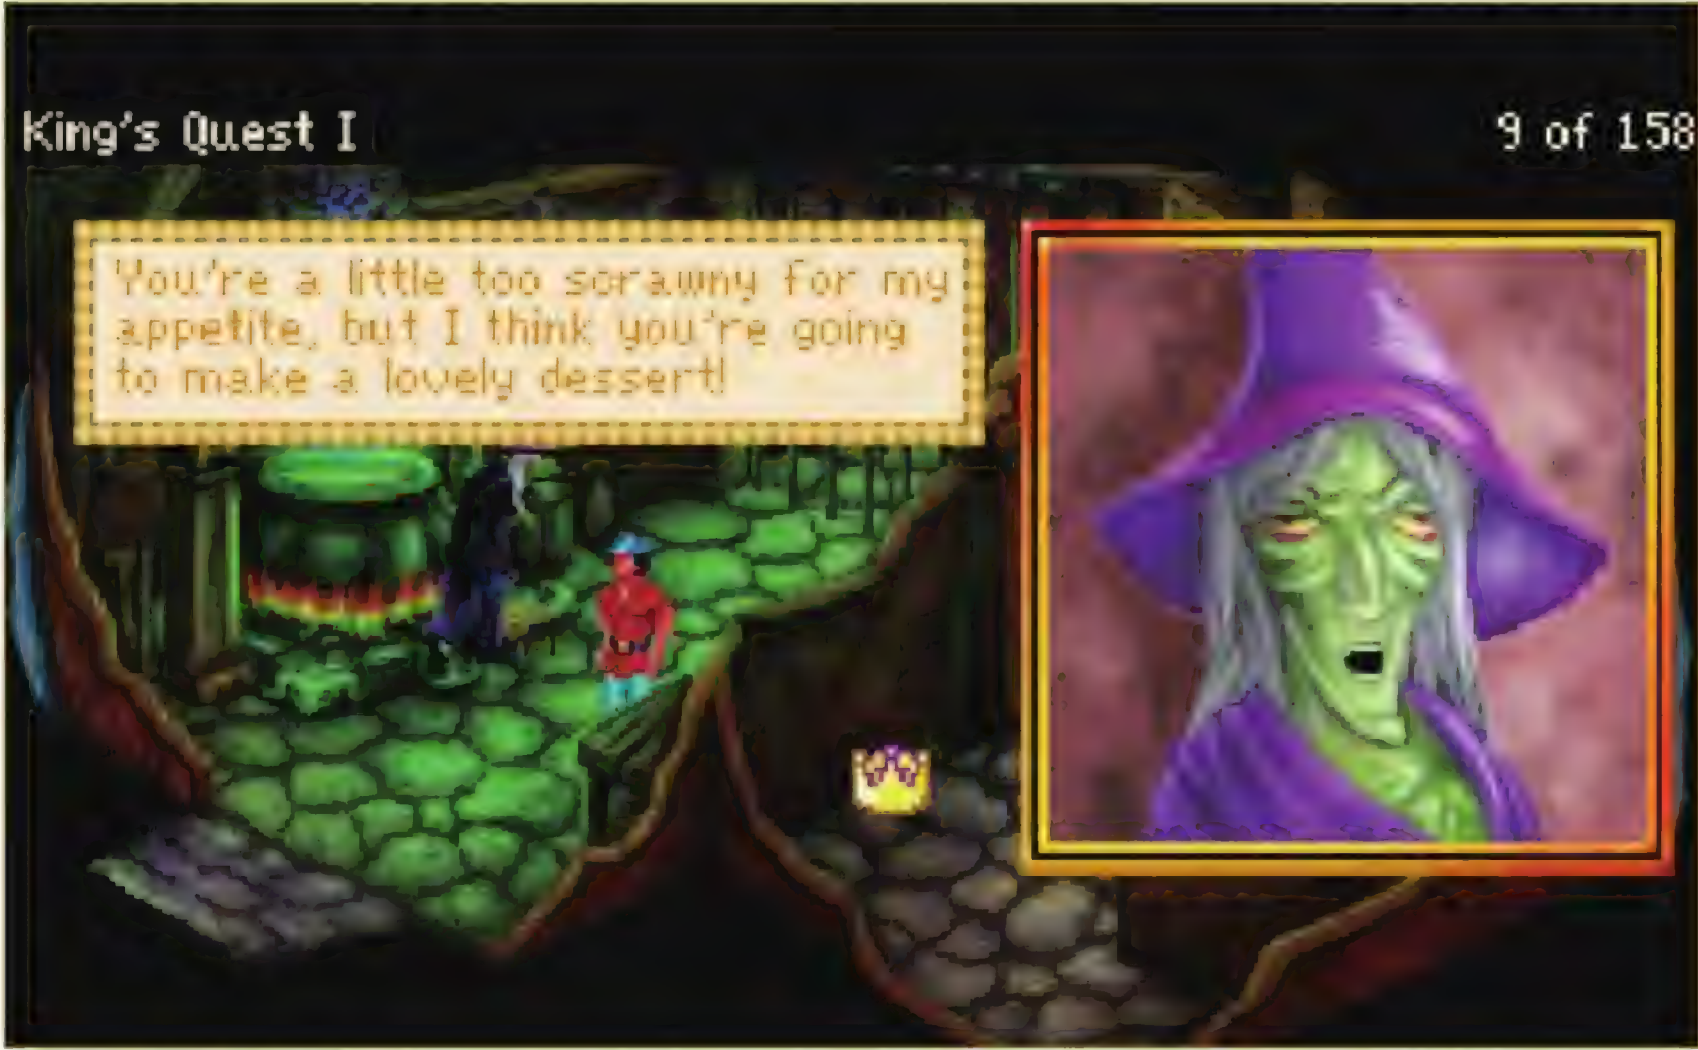 King's Quest I
9 of 158
You're a little too scrawny for my
appetite, but I think you're going
to make a lovely dessert!